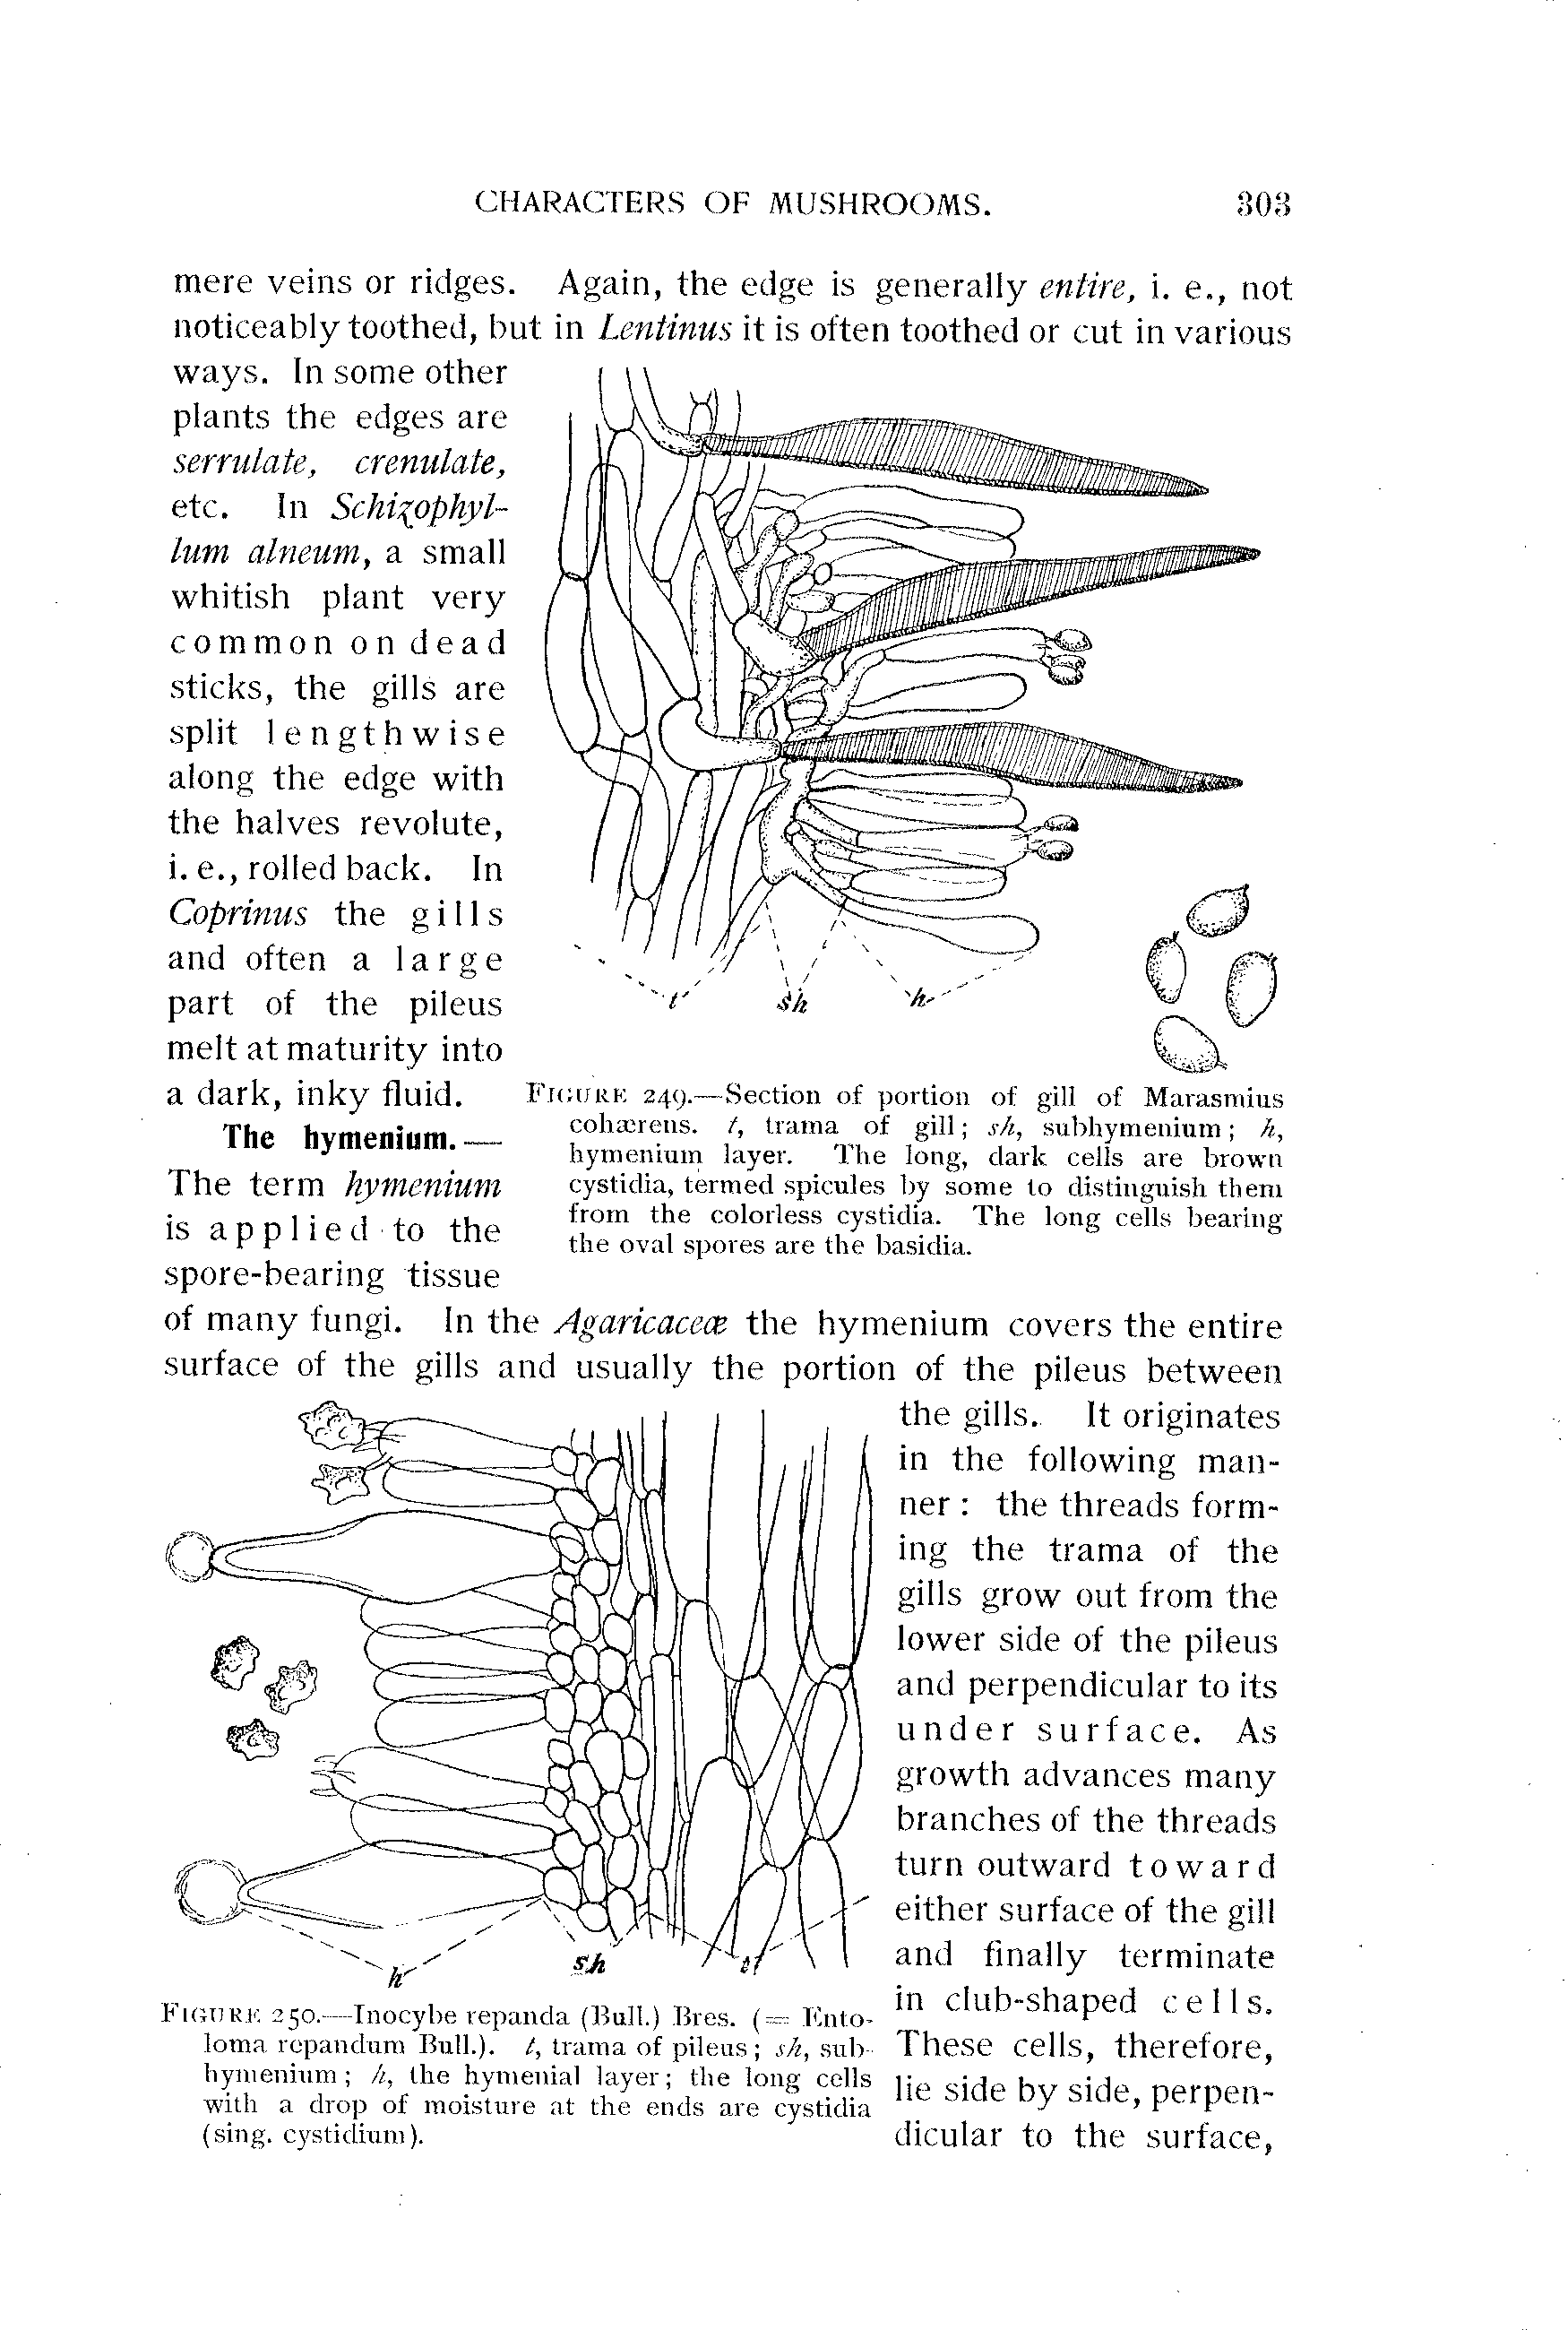 CHARACTERS OF MUSHROOMS. 303
mere veins or ridges. Again, the edge is generally entire, i. e., not
noticeably toothed, but in Lentinus it is often toothed or cut in various
ways. In some other
plants the edges are
serrulate, crenulate,
etc. In Schizophyl-
lum alneum, a small
whitish plant very
common on dead
sticks, the gills are
split lengthwise
along the edge with
the halves revolute,
i. e., rolled back. In
Coprinus the gills
and often a large
part of the pileus
melt at maturity into
a dark, inky fluid.
t sh h
FIGURE 249.—Section of portion of gill of Marasmius
cohærens. t, trama of gill; sh, subhymenium; h,
hymenium layer. The long, dark cells are brown
cystidia, termed spicules by some to distinguish them
from the colorless cystidia. The long cells bearing
the oval spores are the basidia.
The hymenium.—
The term hymenium
is applied to the
spore-bearing tissue
of many fungi. In the Agaricaceæ the hymenium covers the entire
surface of the gills and usually the portion of the pileus between
the gills. It originates
in the following man-
ner: the threads form-
ing the trama of the
gills grow out from the
lower side of the pileus
and perpendicular to its
under surface. As
growth advances many
branches of the threads
turn outward toward
either surface of the gill
and finally terminate
in club-shaped cells.
These cells, therefore,
lie side by side, perpen-
dicular to the surface,
h sh t
FIGURE 250.—Inocybe repanda (Bull.) Bres. (= Ento-
loma repandum Bull.). t, trama of pileus; sh, sub-
hymenium; h, the hymenial layer; the long cells
with a drop of moisture at the ends are cystidia
(sing. cystidium).